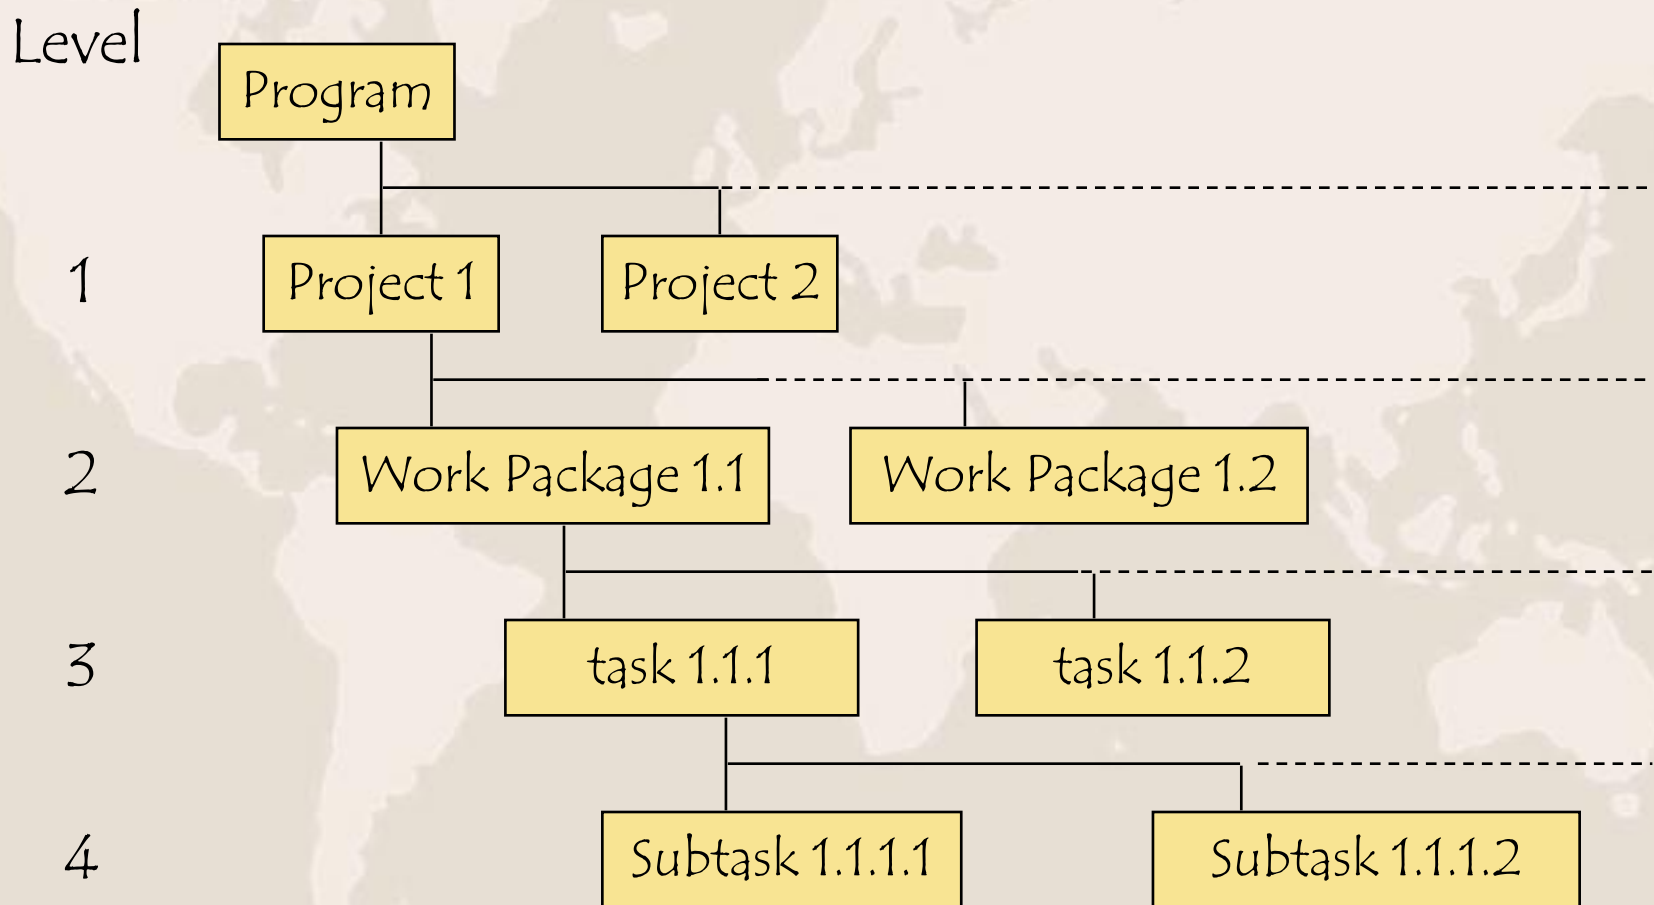 Level
Program
1
Project 1
Project 2
2
Work Package 1.1
Work Package 1.2
3
task 1.1.1
task 1.1.2
4
Subtask 1.1.1.1
Subtask 1.1.1.2